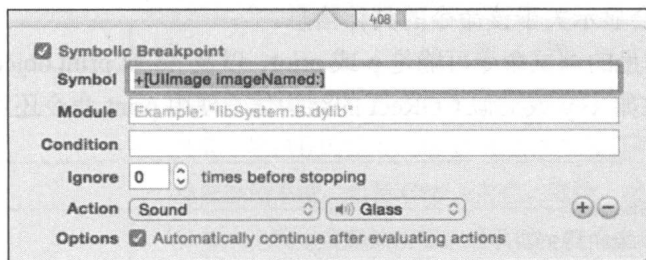 408
Symbolic Breakpoint
Symbol +[UIImage imageNamed:]
Module Example: "libSystem.B.dylib"
Condition
Ignore 0 times before stopping
Action Sound Glass
Options Automatically continue after evaluating actions